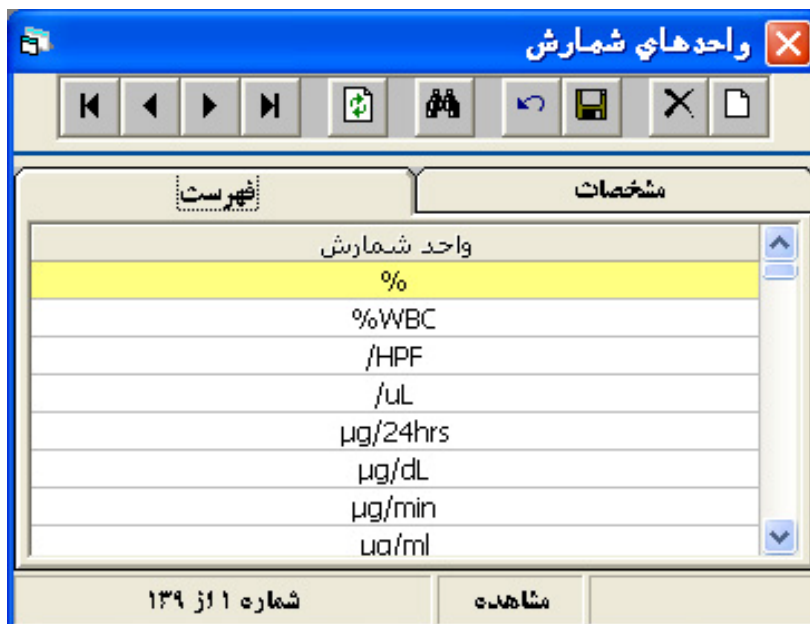 واحدهاي شمارش
مشخصات
فهرست
واحد شمارش
%
%WBC
/HPF
/uL
µg/24hrs
µg/dL
µg/min
µg/ml
مشاهده
شماره ۱ از ۱۳۹